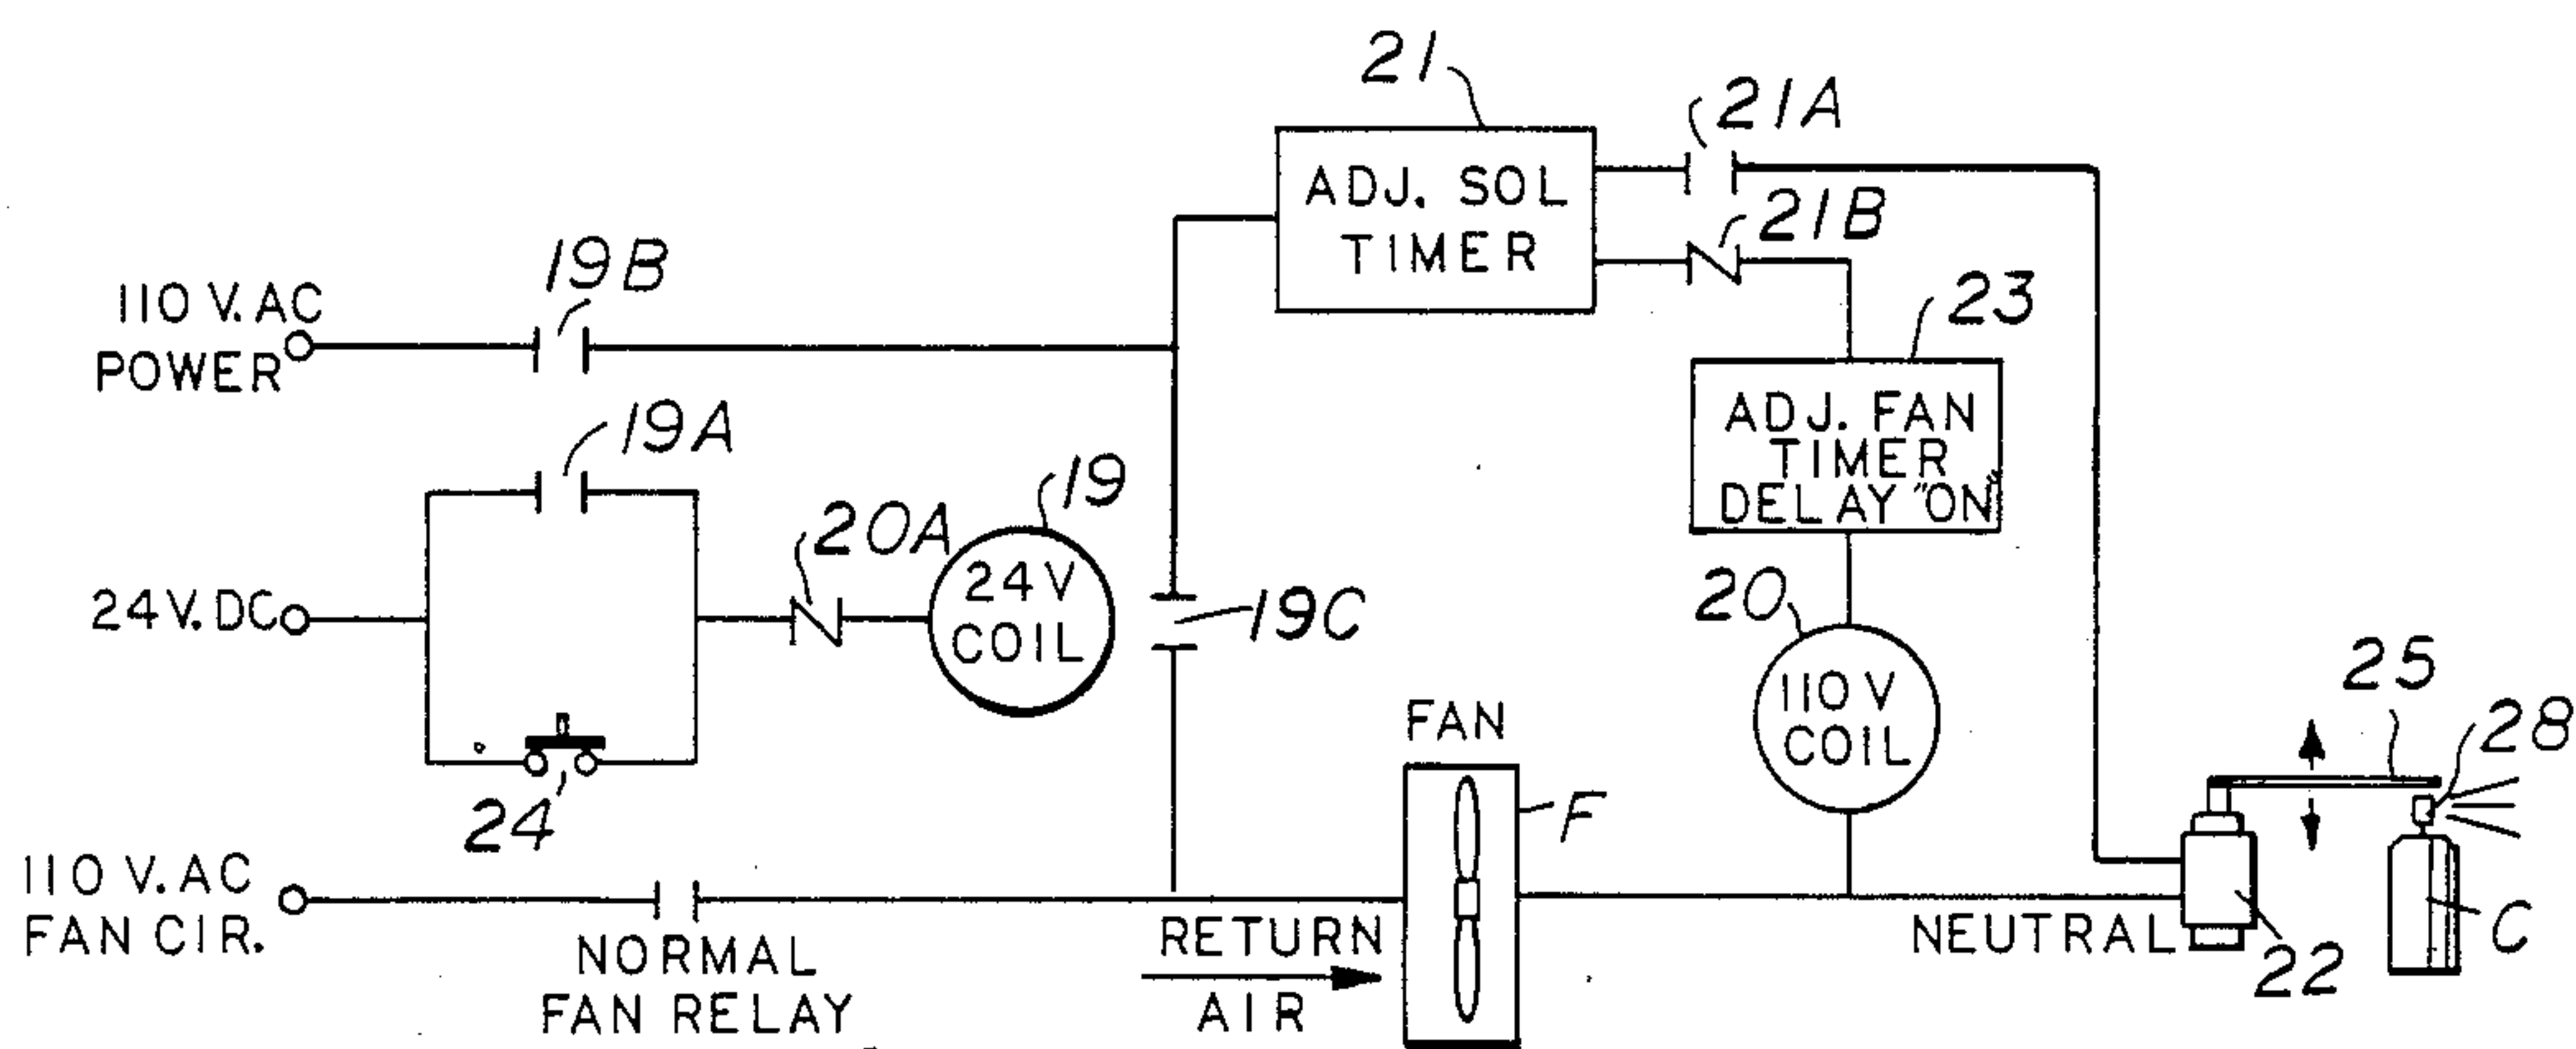 21
21A
ADJ. SOL
TIMER
21B
19B
110 V. AC
POWER
23
ADJ. FAN
TIMER
DELAY "ON"
19A
20A
19
24 V
COIL
24 V. DC
19C
20
110 V
COIL
24
25
28
FAN
F
110 V. AC
FAN CIR.
NORMAL
FAN RELAY
RETURN
AIR
NEUTRAL
22
C